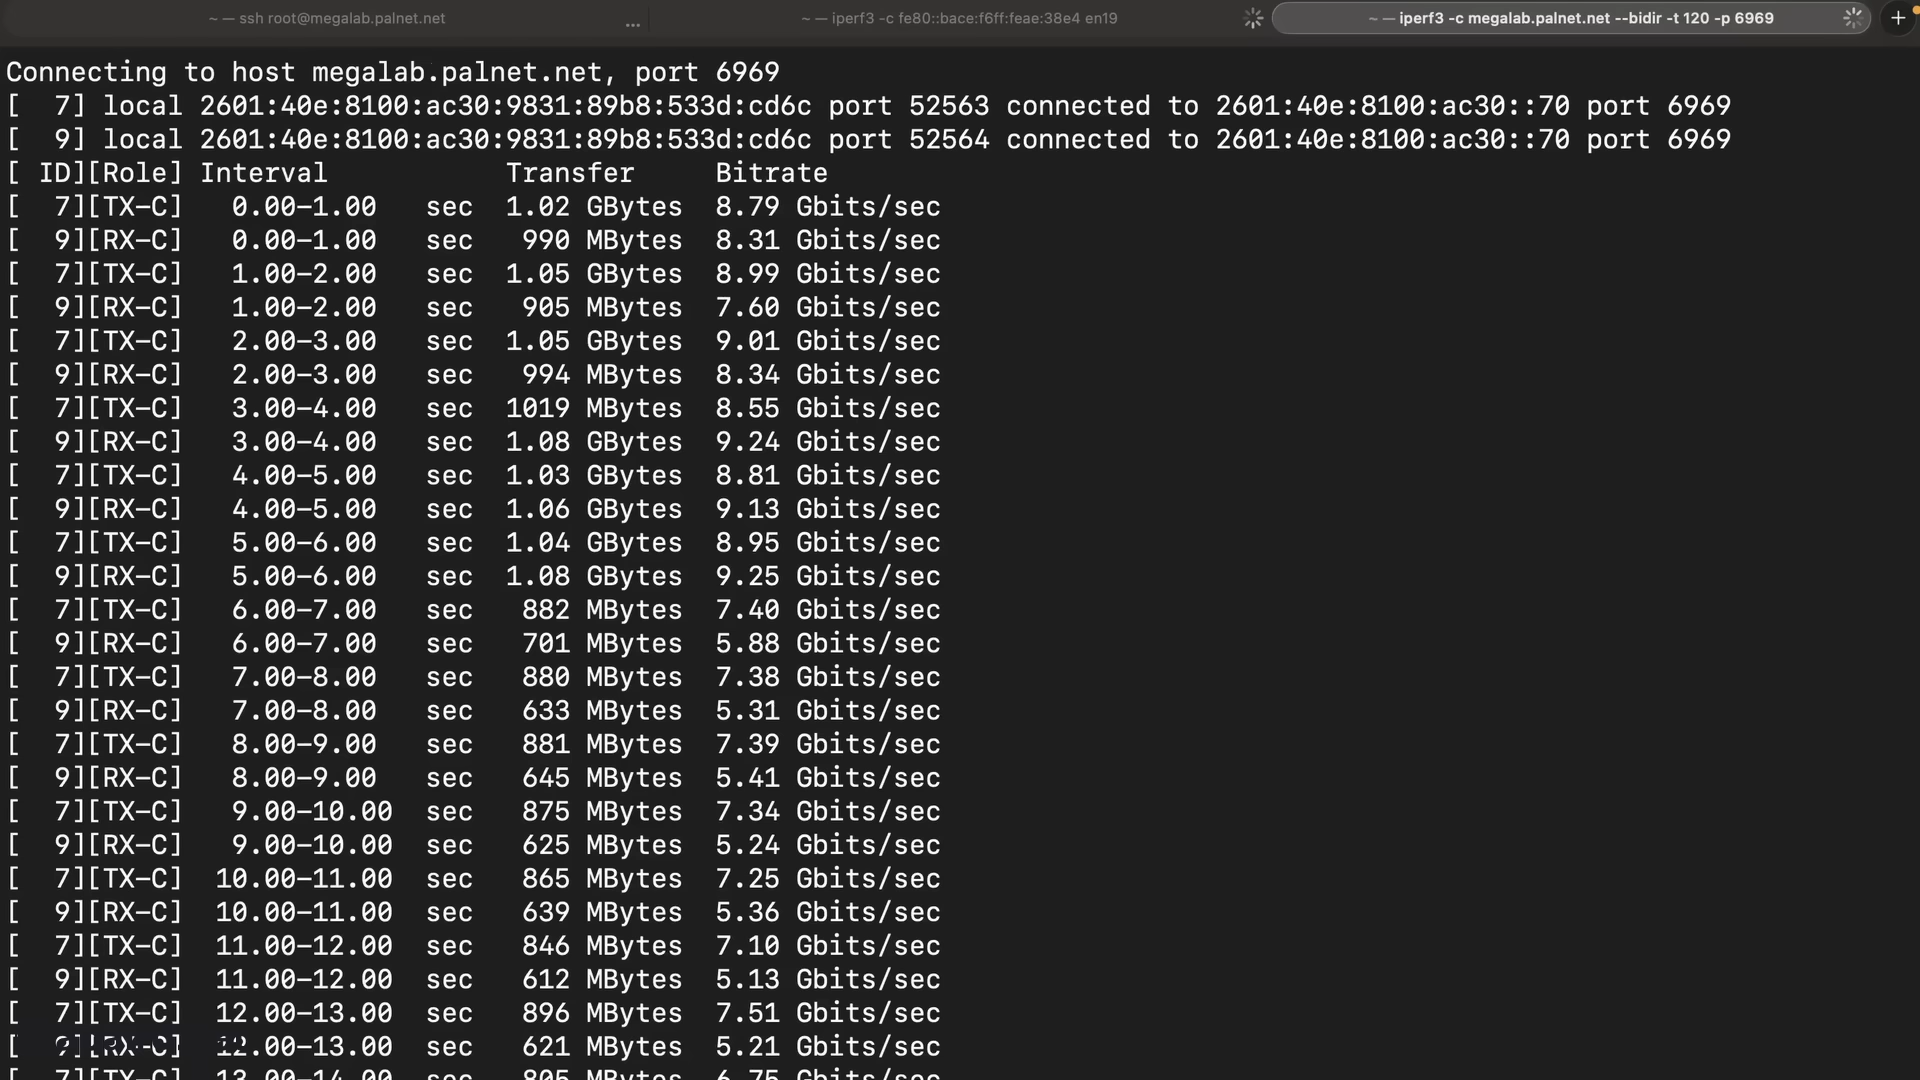 ~ — ssh root@megalab.palnet.net
...
~ — iperf3 -c fe80::bace:f6ff:feae:38e4 en19
~ — iperf3 -c megalab.palnet.net --bidir -t 120 -p 6969
+
Connecting to host megalab.palnet.net, port 6969
[  7] local 2601:40e:8100:ac30:9831:89b8:533d:cd6c port 52563 connected to 2601:40e:8100:ac30::70 port 6969
[  9] local 2601:40e:8100:ac30:9831:89b8:533d:cd6c port 52564 connected to 2601:40e:8100:ac30::70 port 6969
[ ID][Role] Interval           Transfer     Bitrate
[  7][TX-C]   0.00-1.00   sec  1.02 GBytes  8.79 Gbits/sec
[  9][RX-C]   0.00-1.00   sec   990 MBytes  8.31 Gbits/sec
[  7][TX-C]   1.00-2.00   sec  1.05 GBytes  8.99 Gbits/sec
[  9][RX-C]   1.00-2.00   sec   905 MBytes  7.60 Gbits/sec
[  7][TX-C]   2.00-3.00   sec  1.05 GBytes  9.01 Gbits/sec
[  9][RX-C]   2.00-3.00   sec   994 MBytes  8.34 Gbits/sec
[  7][TX-C]   3.00-4.00   sec  1019 MBytes  8.55 Gbits/sec
[  9][RX-C]   3.00-4.00   sec  1.08 GBytes  9.24 Gbits/sec
[  7][TX-C]   4.00-5.00   sec  1.03 GBytes  8.81 Gbits/sec
[  9][RX-C]   4.00-5.00   sec  1.06 GBytes  9.13 Gbits/sec
[  7][TX-C]   5.00-6.00   sec  1.04 GBytes  8.95 Gbits/sec
[  9][RX-C]   5.00-6.00   sec  1.08 GBytes  9.25 Gbits/sec
[  7][TX-C]   6.00-7.00   sec   882 MBytes  7.40 Gbits/sec
[  9][RX-C]   6.00-7.00   sec   701 MBytes  5.88 Gbits/sec
[  7][TX-C]   7.00-8.00   sec   880 MBytes  7.38 Gbits/sec
[  9][RX-C]   7.00-8.00   sec   633 MBytes  5.31 Gbits/sec
[  7][TX-C]   8.00-9.00   sec   881 MBytes  7.39 Gbits/sec
[  9][RX-C]   8.00-9.00   sec   645 MBytes  5.41 Gbits/sec
[  7][TX-C]   9.00-10.00  sec   875 MBytes  7.34 Gbits/sec
[  9][RX-C]   9.00-10.00  sec   625 MBytes  5.24 Gbits/sec
[  7][TX-C]  10.00-11.00  sec   865 MBytes  7.25 Gbits/sec
[  9][RX-C]  10.00-11.00  sec   639 MBytes  5.36 Gbits/sec
[  7][TX-C]  11.00-12.00  sec   846 MBytes  7.10 Gbits/sec
[  9][RX-C]  11.00-12.00  sec   612 MBytes  5.13 Gbits/sec
[  7][TX-C]  12.00-13.00  sec   896 MBytes  7.51 Gbits/sec
[  9][RX-C]  12.00-13.00  sec   621 MBytes  5.21 Gbits/sec
[  7][TX-C]  13.00-14.00  sec   805 MBytes  6.75 Gbits/sec